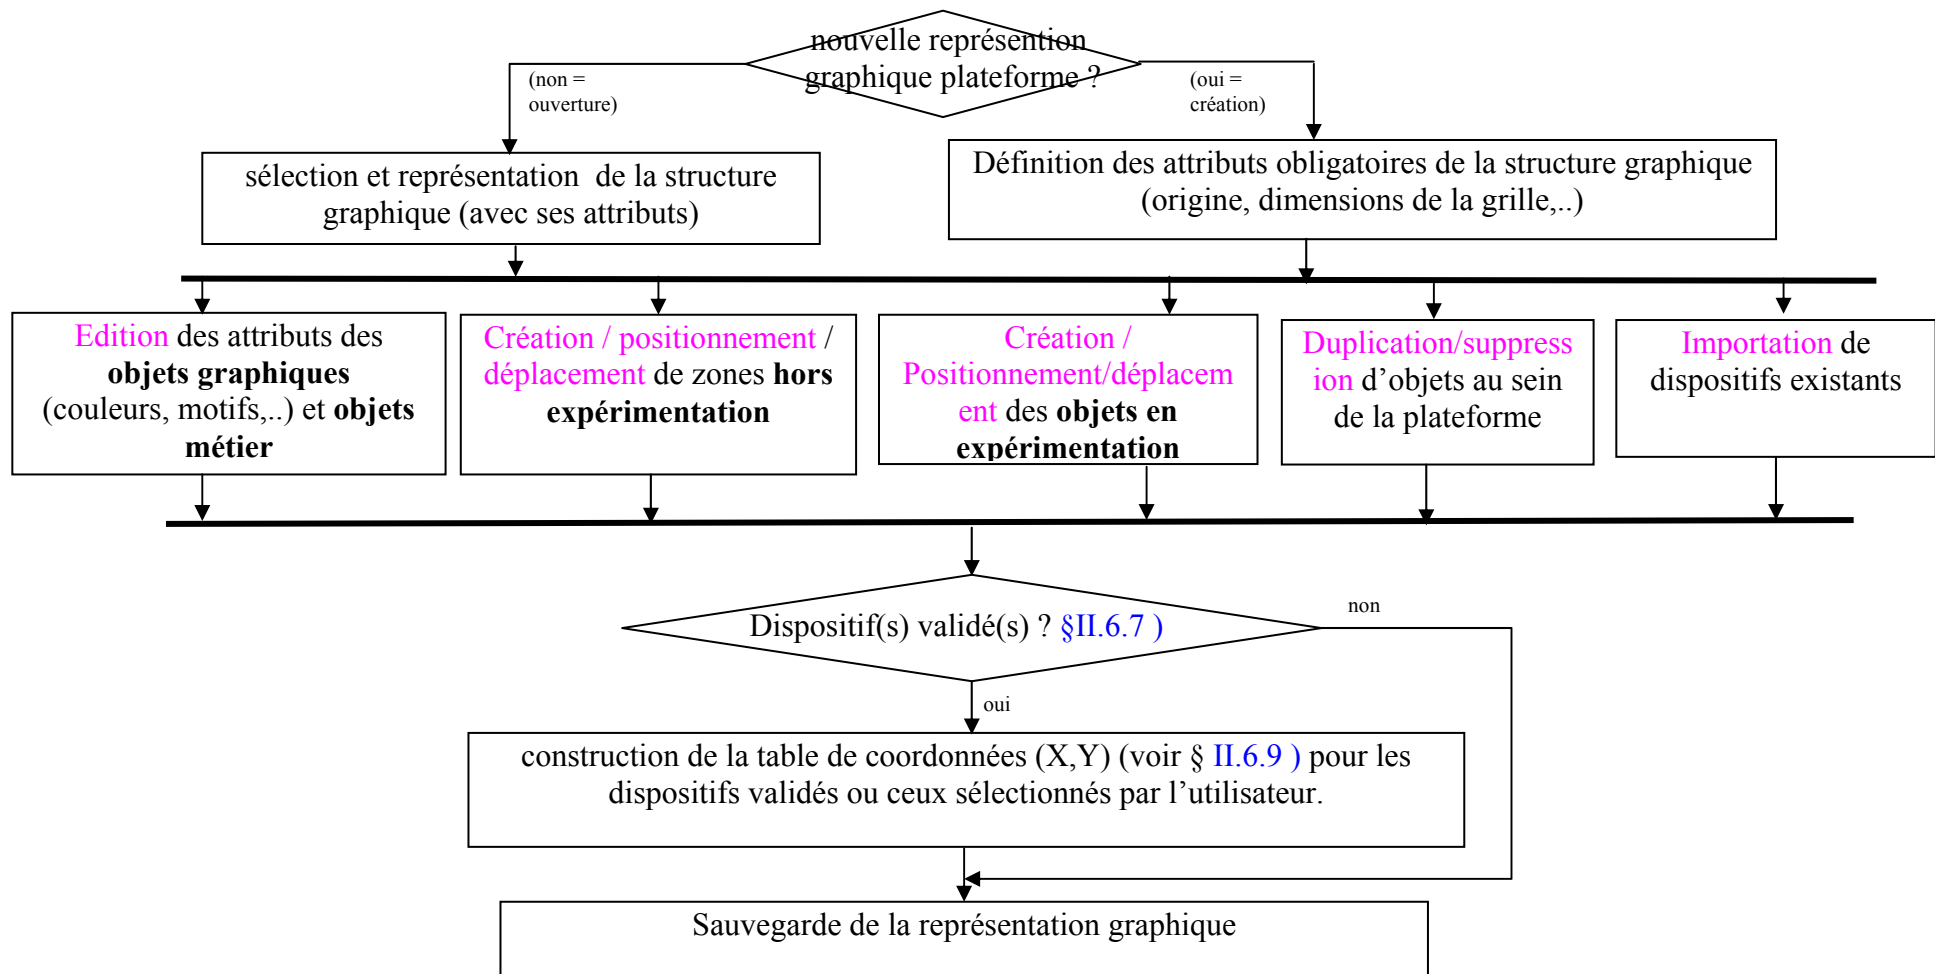 nouvelle représention
graphique plateforme ?
(non =
ouverture)
(oui =
création)
sélection et représentation de la structure
graphique (avec ses attributs)
Définition des attributs obligatoires de la structure graphique
(origine, dimensions de la grille,..)
Edition des attributs des
objets graphiques
(couleurs, motifs,..) et objets
métier
Création / positionnement /
déplacement de zones hors
expérimentation
Création /
Positionnement/déplacem
ent des objets en
expérimentation
Duplication/suppress
ion d’objets au sein
de la plateforme
Importation de
dispositifs existants
Dispositif(s) validé(s) ? §II.6.7 )
non
oui
construction de la table de coordonnées (X,Y) (voir § II.6.9 ) pour les
dispositifs validés ou ceux sélectionnés par l’utilisateur.
Sauvegarde de la représentation graphique